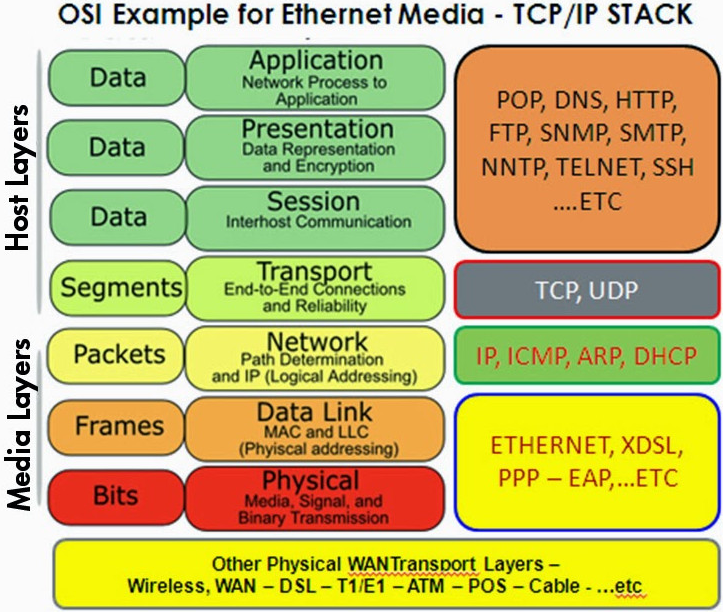 OSI Example for Ethernet Media - TCP/IP STACK
Host Layers
Data
Application
Network Process to
Application
Data
Presentation
Data Representation
and Encryption
Data
Session
Interhost Communication
POP, DNS, HTTP,
FTP, SNMP, SMTP,
NNTP, TELNET, SSH
....ETC
Segments
Transport
End-to-End Connections
and Reliability
TCP, UDP
Media Layers
Packets
Network
Path Determination
and IP (Logical Addressing)
IP, ICMP, ARP, DHCP
Frames
Data Link
MAC and LLC
(Phyiscal addressing)
Bits
Physical
Media, Signal, and
Binary Transmission
ETHERNET, XDSL,
PPP – EAP,...ETC
Other Physical WANTransport Layers –
Wireless, WAN – DSL – T1/E1 – ATM – POS – Cable - ...etc